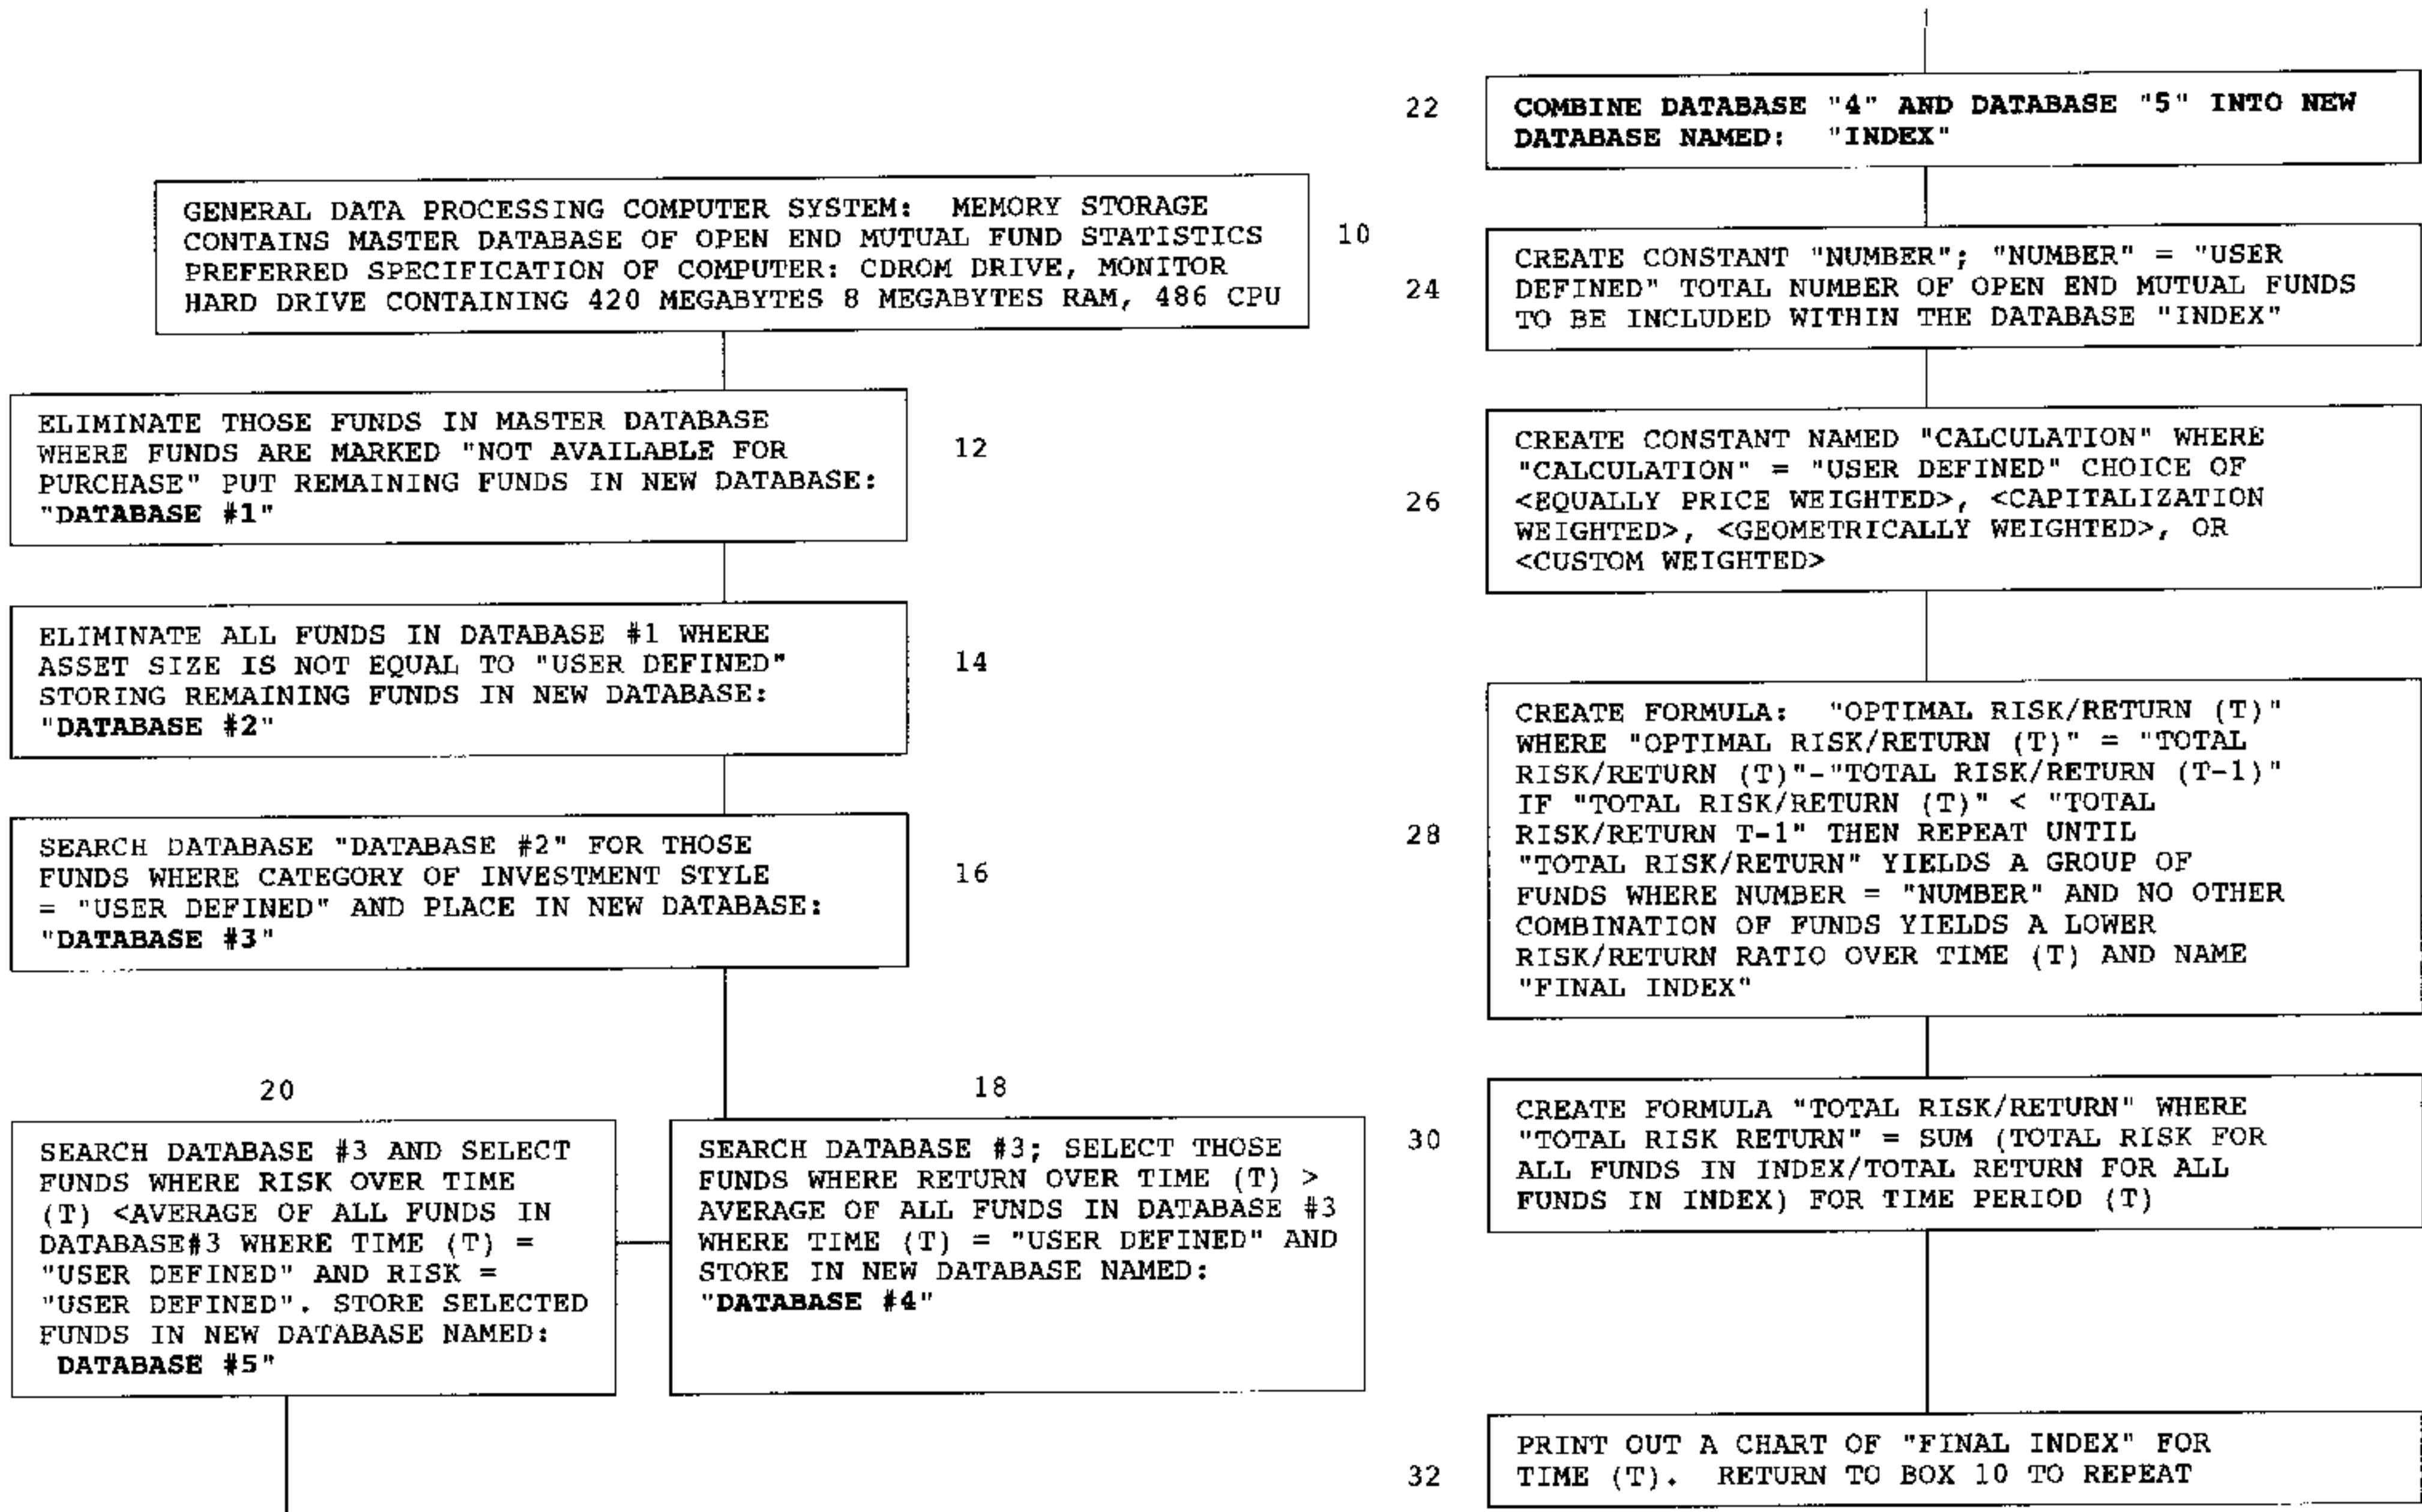 GENERAL DATA PROCESSING COMPUTER SYSTEM: MEMORY STORAGE
CONTAINS MASTER DATABASE OF OPEN END MUTUAL FUND STATISTICS
PREFERRED SPECIFICATION OF COMPUTER: CDROM DRIVE, MONITOR
HARD DRIVE CONTAINING 420 MEGABYTES 8 MEGABYTES RAM, 486 CPU
10
ELIMINATE THOSE FUNDS IN MASTER DATABASE
WHERE FUNDS ARE MARKED "NOT AVAILABLE FOR
PURCHASE" PUT REMAINING FUNDS IN NEW DATABASE:
"DATABASE #1"
12
ELIMINATE ALL FUNDS IN DATABASE #1 WHERE
ASSET SIZE IS NOT EQUAL TO "USER DEFINED"
STORING REMAINING FUNDS IN NEW DATABASE:
"DATABASE #2"
14
SEARCH DATABASE "DATABASE #2" FOR THOSE
FUNDS WHERE CATEGORY OF INVESTMENT STYLE
= "USER DEFINED" AND PLACE IN NEW DATABASE:
"DATABASE #3"
16
20
SEARCH DATABASE #3 AND SELECT
FUNDS WHERE RISK OVER TIME
(T) <AVERAGE OF ALL FUNDS IN
DATABASE#3 WHERE TIME (T) =
"USER DEFINED" AND RISK =
"USER DEFINED". STORE SELECTED
FUNDS IN NEW DATABASE NAMED:
DATABASE #5"
18
SEARCH DATABASE #3; SELECT THOSE
FUNDS WHERE RETURN OVER TIME (T) >
AVERAGE OF ALL FUNDS IN DATABASE #3
WHERE TIME (T) = "USER DEFINED" AND
STORE IN NEW DATABASE NAMED:
"DATABASE #4"
22
COMBINE DATABASE "4" AND DATABASE "5" INTO NEW
DATABASE NAMED: "INDEX"
24
CREATE CONSTANT "NUMBER"; "NUMBER" = "USER
DEFINED" TOTAL NUMBER OF OPEN END MUTUAL FUNDS
TO BE INCLUDED WITHIN THE DATABASE "INDEX"
26
CREATE CONSTANT NAMED "CALCULATION" WHERE
"CALCULATION" = "USER DEFINED" CHOICE OF
<EQUALLY PRICE WEIGHTED>, <CAPITALIZATION
WEIGHTED>, <GEOMETRICALLY WEIGHTED>, OR
<CUSTOM WEIGHTED>
28
CREATE FORMULA: "OPTIMAL RISK/RETURN (T)"
WHERE "OPTIMAL RISK/RETURN (T)" = "TOTAL
RISK/RETURN (T)"-"TOTAL RISK/RETURN (T-1)"
IF "TOTAL RISK/RETURN (T)" < "TOTAL
RISK/RETURN T-1" THEN REPEAT UNTIL
"TOTAL RISK/RETURN" YIELDS A GROUP OF
FUNDS WHERE NUMBER = "NUMBER" AND NO OTHER
COMBINATION OF FUNDS YIELDS A LOWER
RISK/RETURN RATIO OVER TIME (T) AND NAME
"FINAL INDEX"
30
CREATE FORMULA "TOTAL RISK/RETURN" WHERE
"TOTAL RISK RETURN" = SUM (TOTAL RISK FOR
ALL FUNDS IN INDEX/TOTAL RETURN FOR ALL
FUNDS IN INDEX) FOR TIME PERIOD (T)
32
PRINT OUT A CHART OF "FINAL INDEX" FOR
TIME (T). RETURN TO BOX 10 TO REPEAT